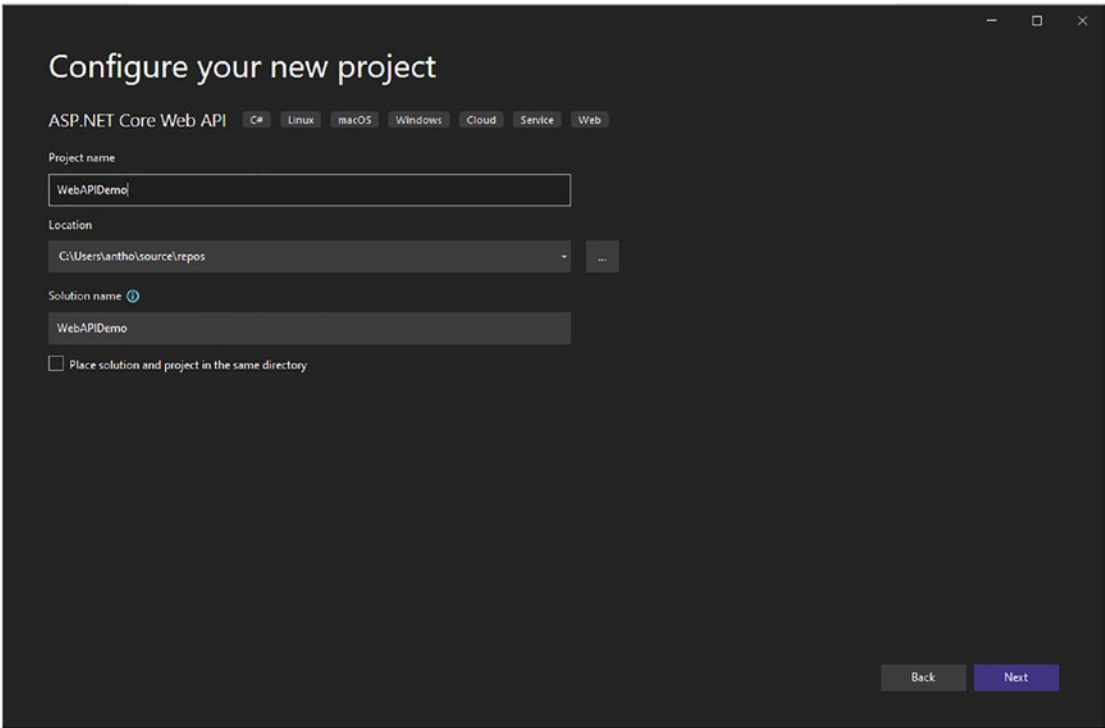 Configure your new project
ASP.NET Core Web API C# Linux macOS Windows Cloud Service Web
Project name
WebAPIDemo
Location
C:\Users\antho\source\repos
...
Solution name
WebAPIDemo
Place solution and project in the same directory
Back Next